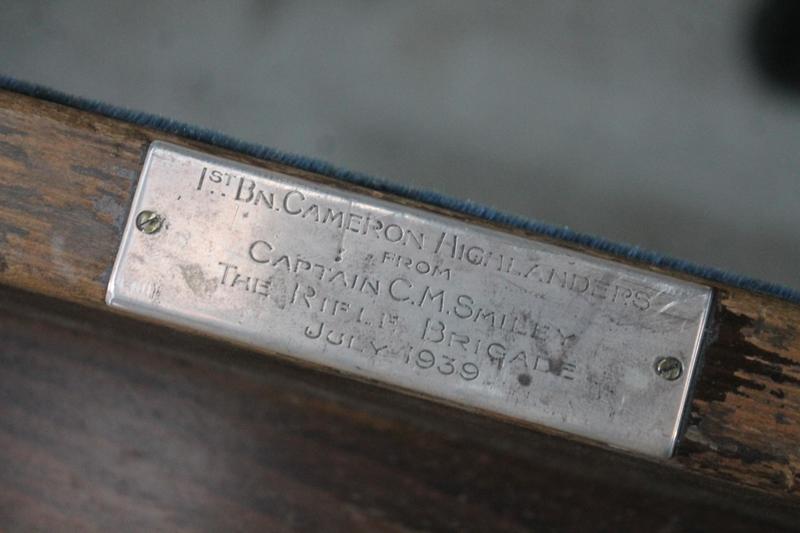 1ST BN. CAMERON HIGHLANDERS
FROM
CAPTAIN C.M. SMILEY
THE RIFLE BRIGADE
JULY 1939